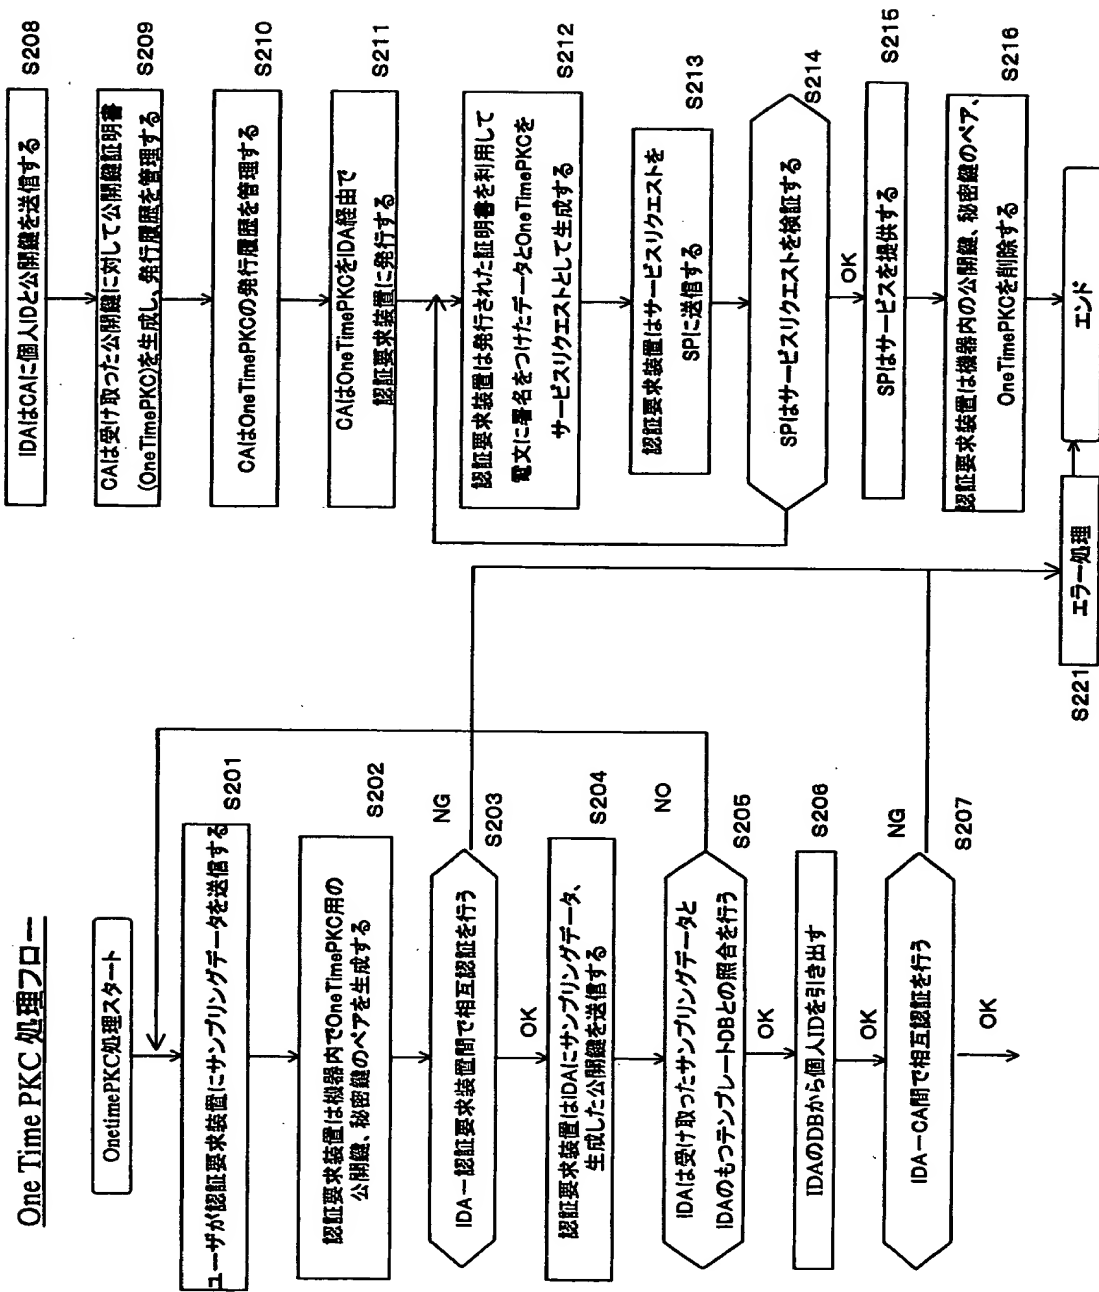 One Time PKC 処理フロー
OnetimePKC処理スタート
ユーザが認証要求装置にサンプリングデータを送信する
S201
認証要求装置は機器内でOneTimePKC用の
公開鍵、秘密鍵のペアを生成する
S202
IDA－認証要求装置間で相互認証を行う
NG
S203
OK
認証要求装置はIDAにサンプリングデータ、
生成した公開鍵を送信する
S204
IDAは受け取ったサンプリングデータと
IDAのもつテンプレートDBとの照合を行う
NO
S205
OK
IDAのDBから個人IDを引き出す
S206
OK
IDA－CA間で相互認証を行う
NG
S207
OK
IDAはCAに個人IDと公開鍵を送信する
S208
CAは受け取った公開鍵に対して公開鍵証明書
(OneTimePKC)を生成し、発行履歴を管理する
S209
CAはOneTimePKCの発行履歴を管理する
S210
CAはOneTimePKCをIDA経由で
認証要求装置に発行する
S211
認証要求装置は発行された証明書を利用して
電文に署名をつけたデータとOneTimePKCを
サービスリクエストとして生成する
S212
認証要求装置はサービスリクエストを
SPに送信する
S213
SPはサービスリクエストを検証する
S214
OK
SPはサービスを提供する
S215
認証要求装置は機器内の公開鍵、秘密鍵のペア、
OneTimePKCを削除する
S216
エラー処理
S221
エンド